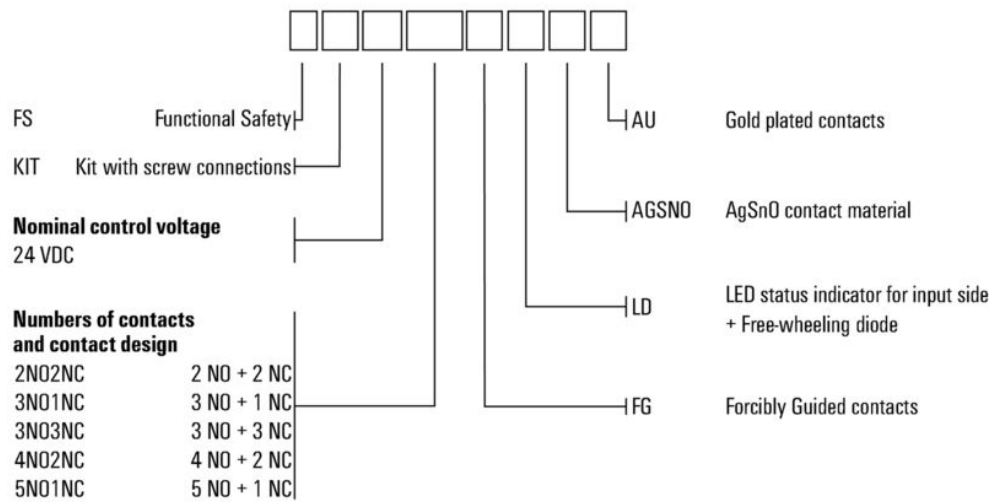 FS Functional Safety
KIT Kit with screw connections
Nominal control voltage
24 VDC
Numbers of contacts
and contact design
2NO2NC 2 NO + 2 NC
3NO1NC 3 NO + 1 NC
3NO3NC 3 NO + 3 NC
4NO2NC 4 NO + 2 NC
5NO1NC 5 NO + 1 NC
AU Gold plated contacts
AGSNO AgSnO contact material
LD LED status indicator for input side
+ Free-wheeling diode
FG Forcibly Guided contacts